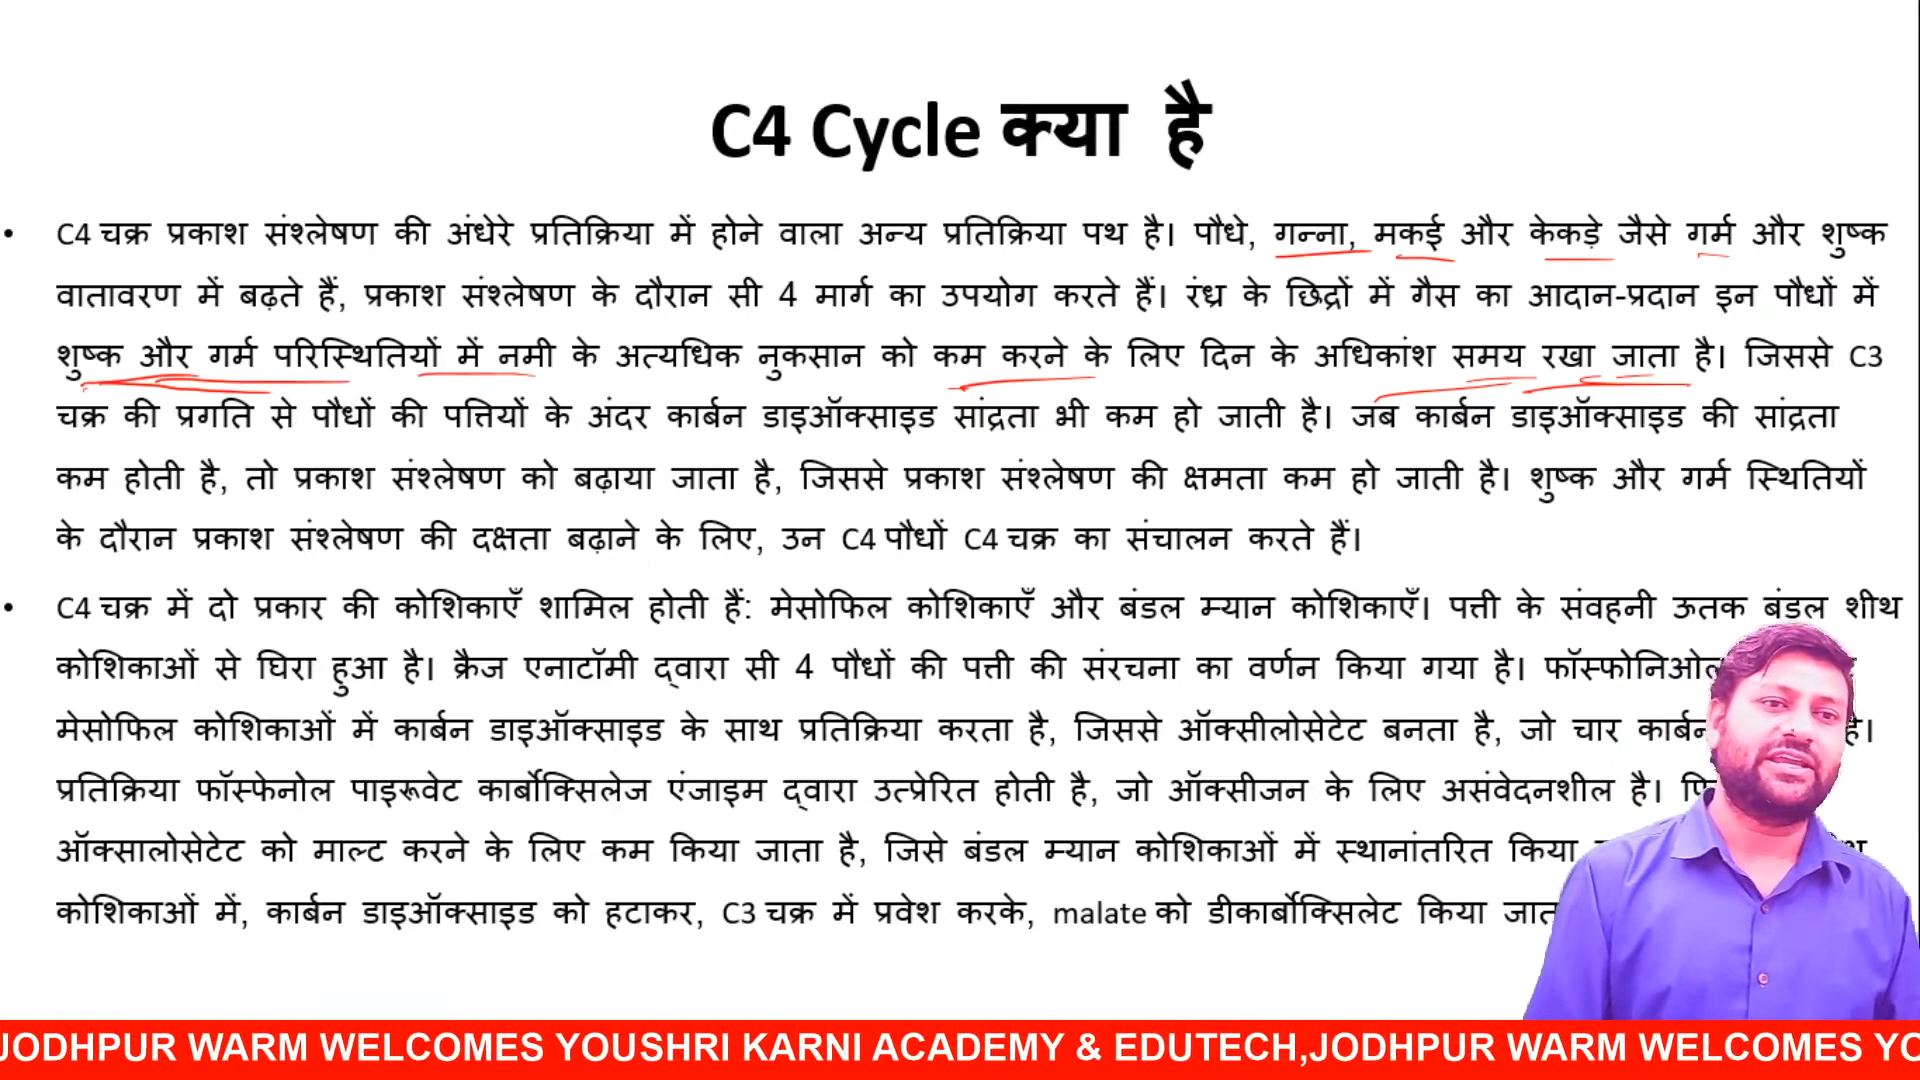 C4 Cycle क्या है
• C4 चक्र प्रकाश संश्लेषण की अंधेरे प्रतिक्रिया में होने वाला अन्य प्रतिक्रिया पथ है। पौधे, गन्ना, मकई और केकड़े जैसे गर्म और शुष्क
वातावरण में बढ़ते हैं, प्रकाश संश्लेषण के दौरान सी 4 मार्ग का उपयोग करते हैं। रंध्र के छिद्रों में गैस का आदान-प्रदान इन पौधों में
शुष्क और गर्म परिस्थितियों में नमी के अत्यधिक नुकसान को कम करने के लिए दिन के अधिकांश समय रखा जाता है। जिससे C3
चक्र की प्रगति से पौधों की पत्तियों के अंदर कार्बन डाइऑक्साइड सांद्रता भी कम हो जाती है। जब कार्बन डाइऑक्साइड की सांद्रता
कम होती है, तो प्रकाश संश्लेषण को बढ़ाया जाता है, जिससे प्रकाश संश्लेषण की क्षमता कम हो जाती है। शुष्क और गर्म स्थितियों
के दौरान प्रकाश संश्लेषण की दक्षता बढ़ाने के लिए, उन C4 पौधों C4 चक्र का संचालन करते हैं।
• C4 चक्र में दो प्रकार की कोशिकाएँ शामिल होती हैं: मेसोफिल कोशिकाएँ और बंडल म्यान कोशिकाएँ। पत्ती के संवहनी ऊतक बंडल शीथ
कोशिकाओं से घिरा हुआ है। क्रैज एनाटॉमी द्वारा सी 4 पौधों की पत्ती की संरचना का वर्णन किया गया है।
मेसोफिल कोशिकाओं में कार्बन डाइऑक्साइड के साथ प्रतिक्रिया करता है, जिससे ऑक्सीलोसेटेट बनता है, जो चार कार्बन है।
प्रतिक्रिया फॉस्फेनोल पाइरूवेट कार्बोक्सिलेज एंजाइम द्वारा उत्प्रेरित होती है, जो ऑक्सीजन के लिए असंवेदनशील है।
ऑक्सालोसेटेट को माल्ट करने के लिए कम किया जाता है, जिसे बंडल म्यान कोशिकाओं में स्थानांतरित किया
कोशिकाओं में, कार्बन डाइऑक्साइड को हटाकर, C3 चक्र में प्रवेश करके, malate को डीकार्बोक्सिलेट किया
JODHPUR WARM WELCOMES YOUSHRI KARNI ACADEMY & EDUTECH,JODHPUR WARM WELCOMES YO